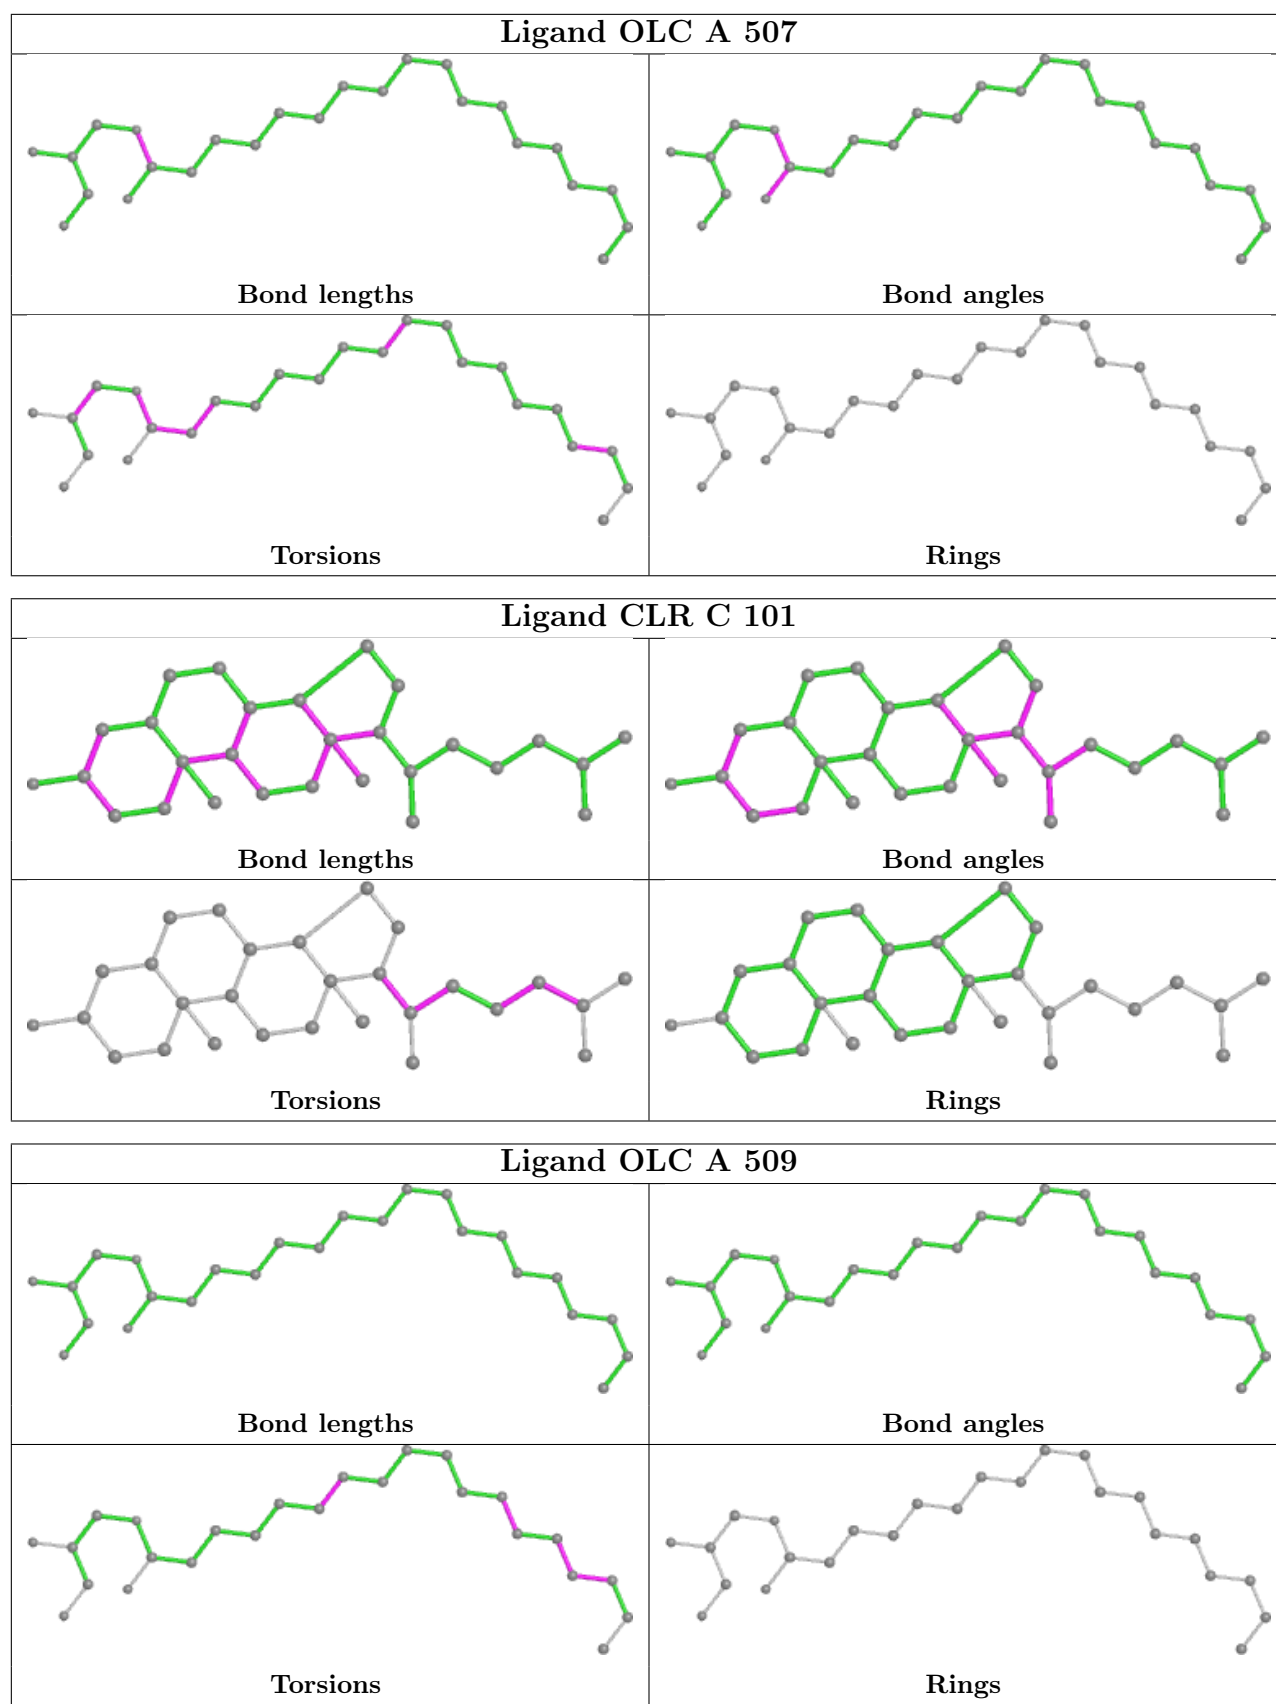 Ligand OLC A 507
Bond lengths
Bond angles
Torsions
Rings
Ligand CLR C 101
Bond lengths
Bond angles
Torsions
Rings
Ligand OLC A 509
Bond lengths
Bond angles
Torsions
Rings